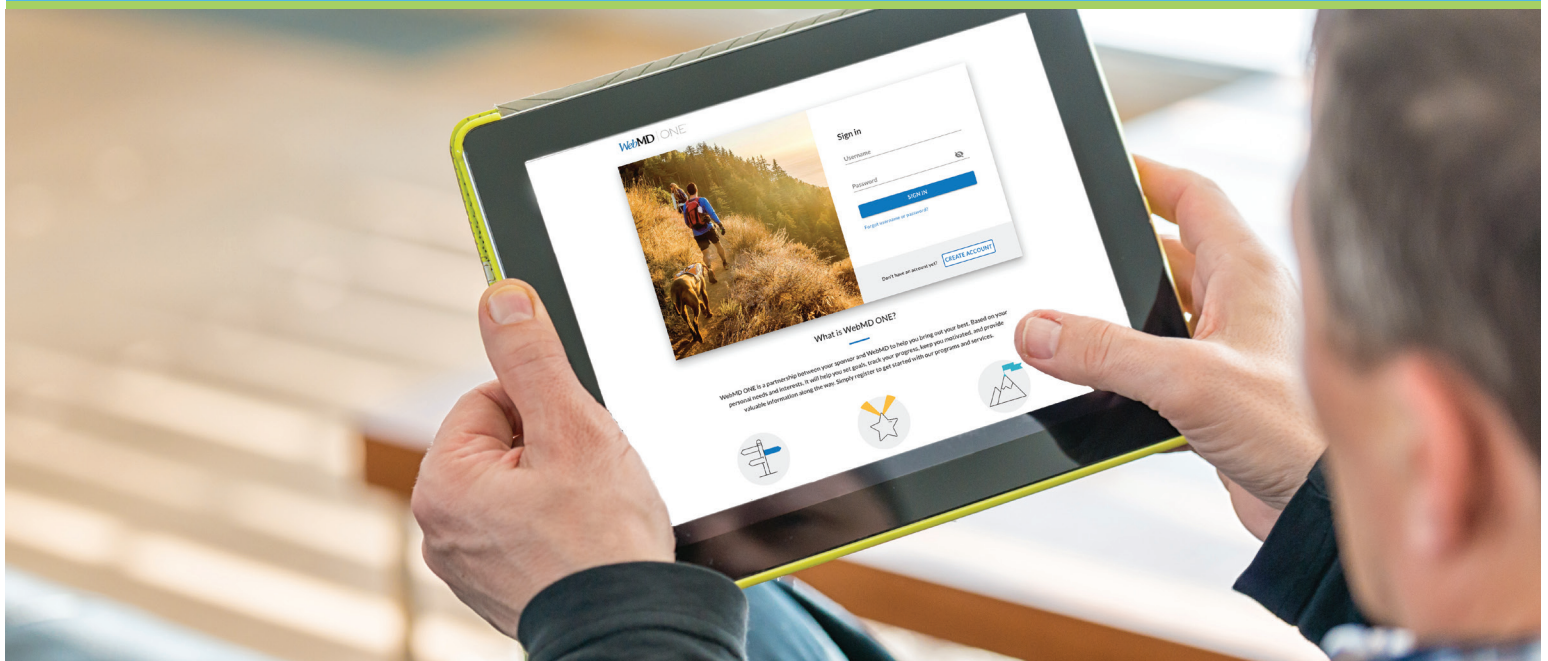 WebMD ONE
Sign in
Username
Password
SIGN IN
Forgot username or password?
Don't have an account yet? CREATE ACCOUNT
What is WebMD ONE?
WebMD ONE is a partnership between your sponsor and WebMD to help you bring out your best. Based on your
personal needs and interests. It will help you set goals, track your progress, keep you motivated, and provide
valuable information along the way. Simply register to get started with our programs and services.